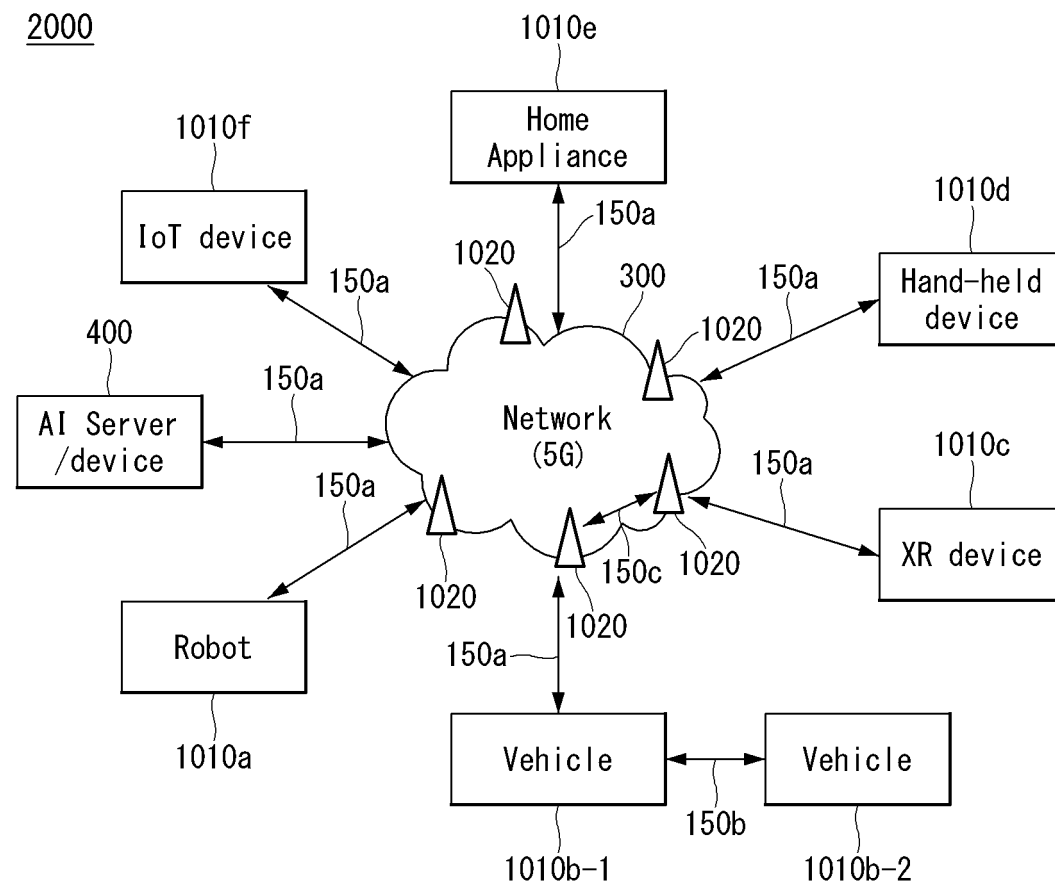 2000
1010e
Home
Appliance
1010f
IoT device
150a
1010d
Hand-held
device
1020
300
150a
150a
1020
400
AI Server
/device
150a
Network
(5G)
1010c
XR device
150a
150a
1020
150c
1020
1020
Robot
1010a
150a
Vehicle
150b
Vehicle
1010b-1
1010b-2